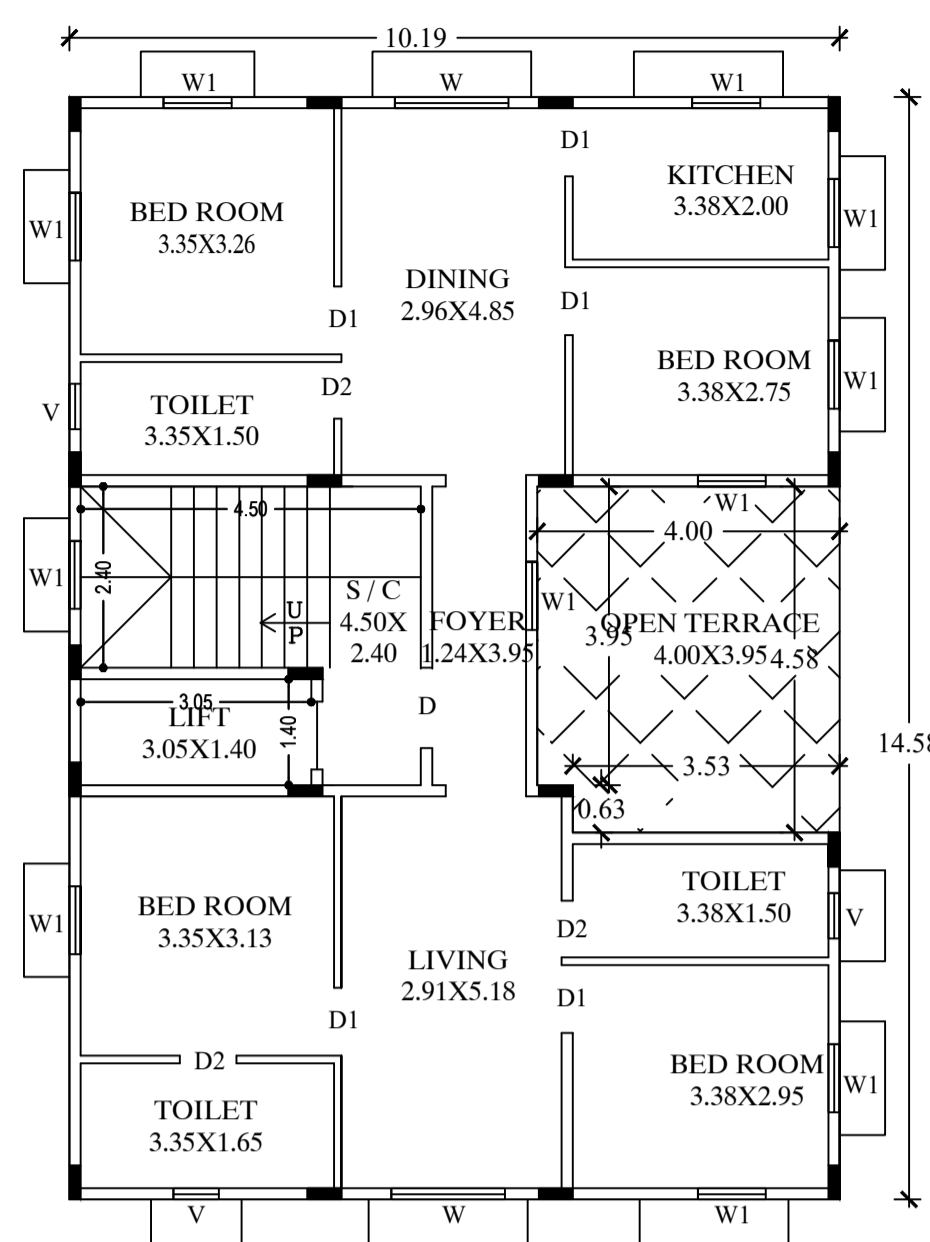 10.19
W1
W
W1
D1
KITCHEN
3.38X2.00
BED ROOM
3.35X3.26
W1
W1
DINING
2.96X4.85
D1
D1
BED ROOM
3.38X2.75
W1
D2
V
TOILET
3.35X1.50
W1
4.50
4.00
2.40
W1
S / C
4.50X
2.40
UP
FOYER
1.24X3.95
W1
3.95
OPEN TERRACE
4.00X3.95
4.58
3.05
LIFT
3.05X1.40
1.40
D
14.58
3.53
0.63
TOILET
3.38X1.50
BED ROOM
3.35X3.13
W1
V
D2
LIVING
2.91X5.18
D1
D1
D2
BED ROOM
3.38X2.95
W1
TOILET
3.35X1.65
V
W
W1